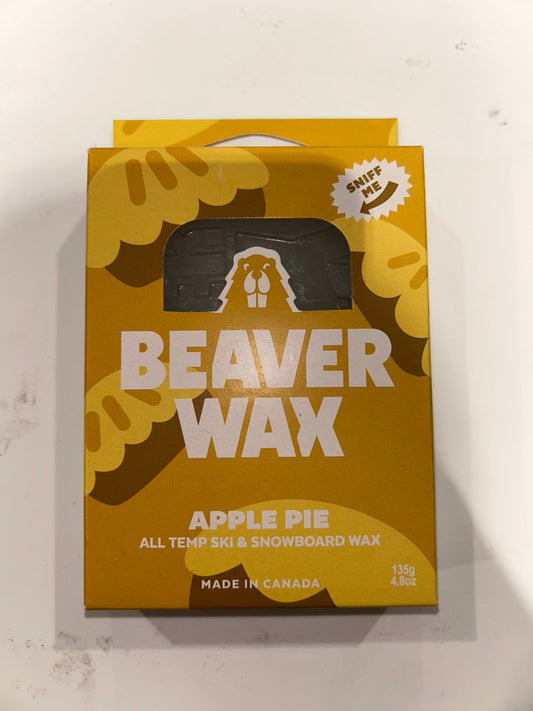 SNIFF
ME
BEAVER
WAX
APPLE PIE
ALL TEMP SKI & SNOWBOARD WAX
135g
4.8oz
MADE IN CANADA